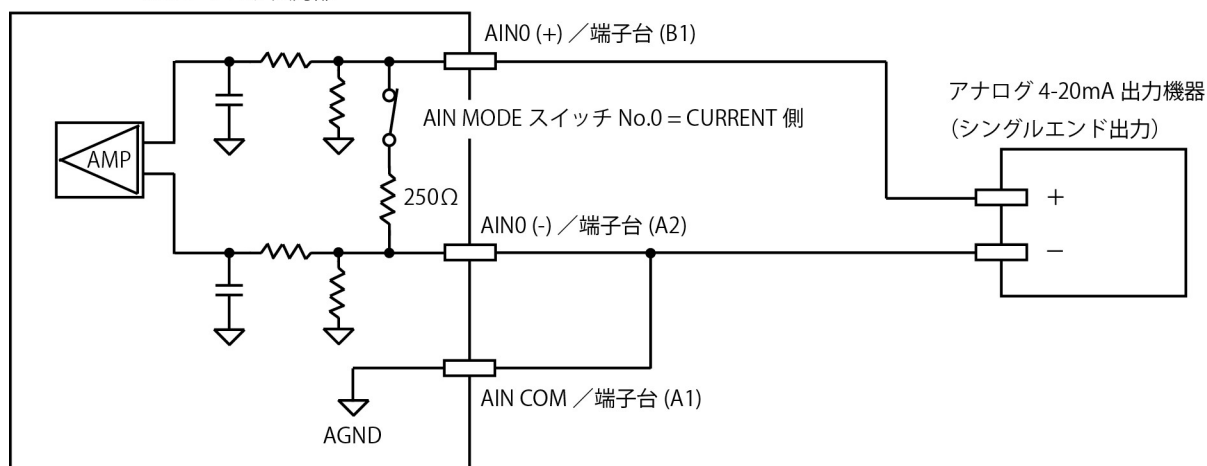 AIN0 (+) ／端子台 (B1)
アナログ 4-20mA 出力機器
（シングルエンド出力）
AIN MODE スイッチ No.0 = CURRENT 側
AMP
250Ω
+
AIN0 (-) ／端子台 (A2)
−
AIN COM ／端子台 (A1)
AGND